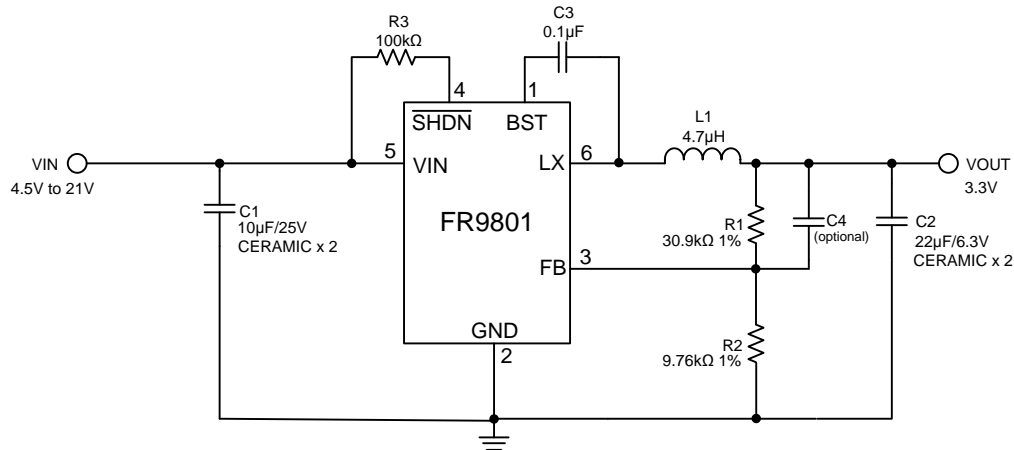 R3
100kΩ
C3
0.1µF
4
1
SHDN
BST
L1
4.7µH
VIN
4.5V to 21V
5
VIN
LX
6
VOUT
3.3V
C1
10µF/25V
CERAMIC x 2
FR9801
R1
30.9kΩ 1%
C4
(optional)
C2
22µF/6.3V
CERAMIC x 2
FB
3
GND
2
R2
9.76kΩ 1%